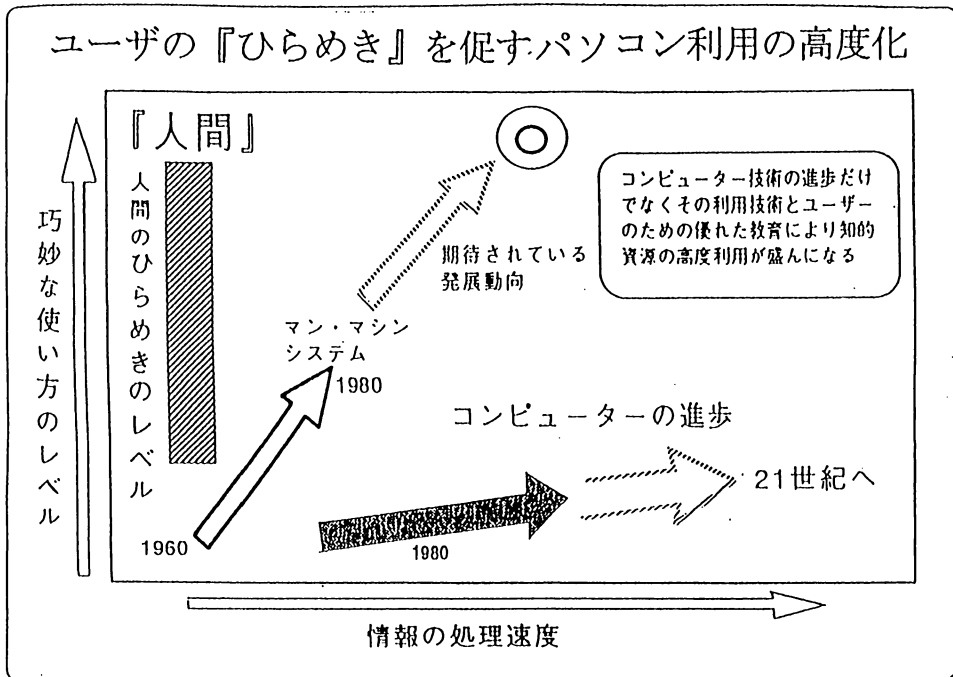 ユーザの『ひらめき』を促すパソコン利用の高度化
『人間』
人間のひらめきのレベル
巧妙な使い方のレベル
コンピューター技術の進歩だけ
でなくその利用技術とユーザー
のための優れた教育により知的
資源の高度利用が盛んになる
期待されている
発展動向
マン・マシン
システム
1980
コンピューターの進歩
21世紀へ
1960
1980
情報の処理速度